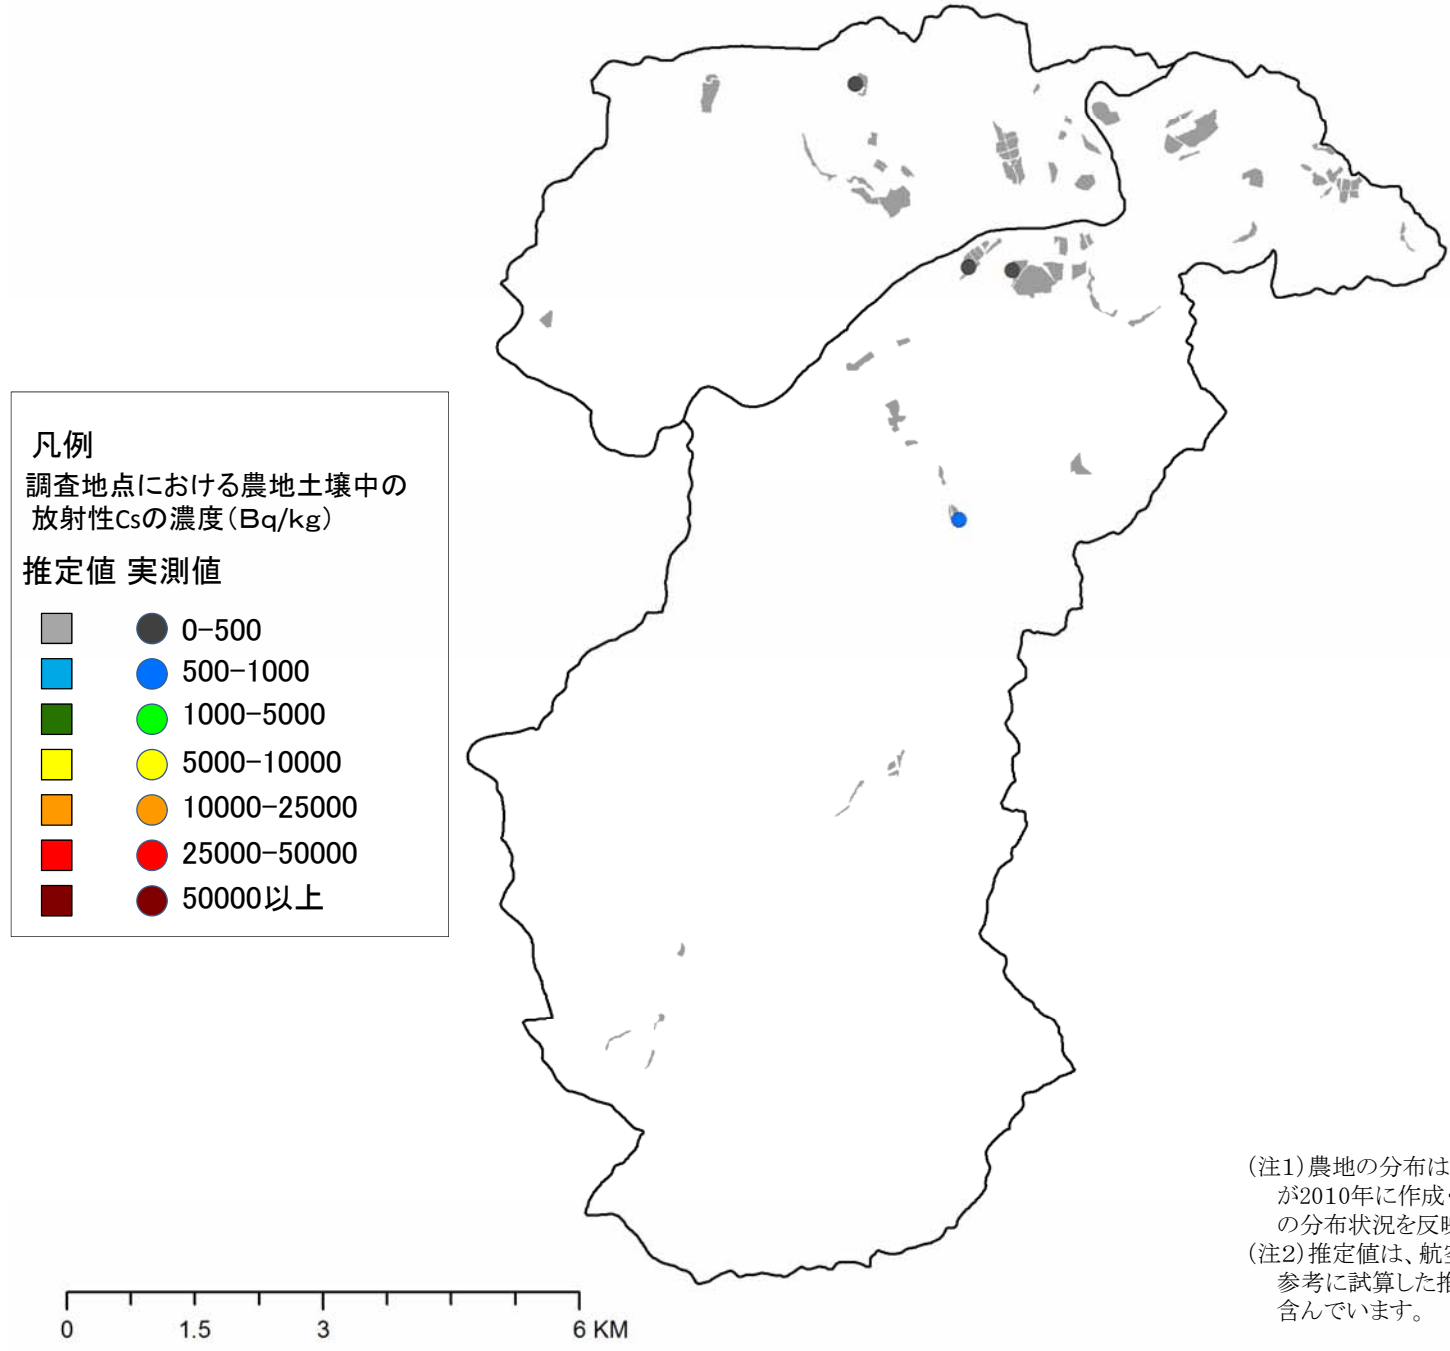 凡例
調査地点における農地土壌中の
放射性Csの濃度(Bq/kg)
推定値 実測値
0-500
500-1000
1000-5000
5000-10000
10000-25000
25000-50000
50000以上
0 1.5 3 6 KM
(注1)農地の分布は
が2010年に作成
の分布状況を反
(注2)推定値は、航
参考に試算した
含んでいます。